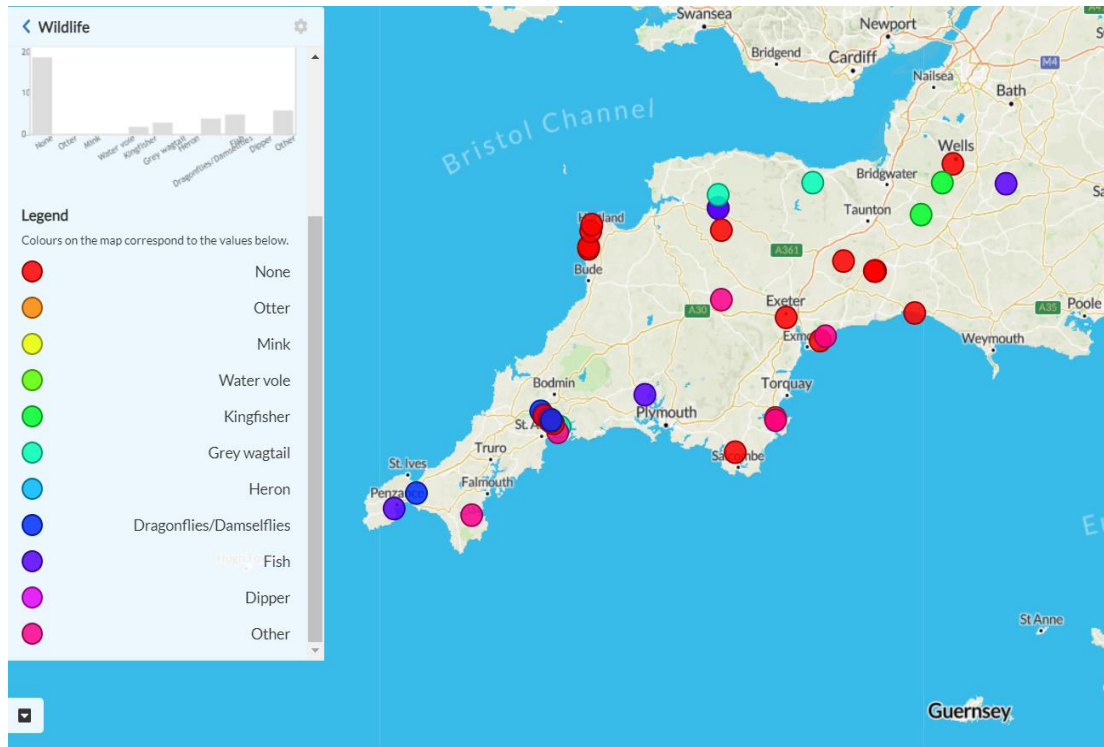 Wildlife
20
10
0
None
Otter
Mink
Water vole
Kingfisher
Grey wagtail
Heron
Dragonflies/Damselflies
Fish
Dipper
Other
Legend
Colours on the map correspond to the values below.
None
Otter
Mink
Water vole
Kingfisher
Grey wagtail
Heron
Dragonflies/Damselflies
Fish
Dipper
Other
Swansea
Newport
Bridgend
Cardiff
M4
Nailsea
Bath
Bristol Channel
Wells
Bridgwater
Taunton
A361
Bude
A30
Exeter
A35
Poole
Weymouth
Bodmin
Torquay
Plymouth
Truro
St. Ives
Falmouth
St Anne
Guernsey